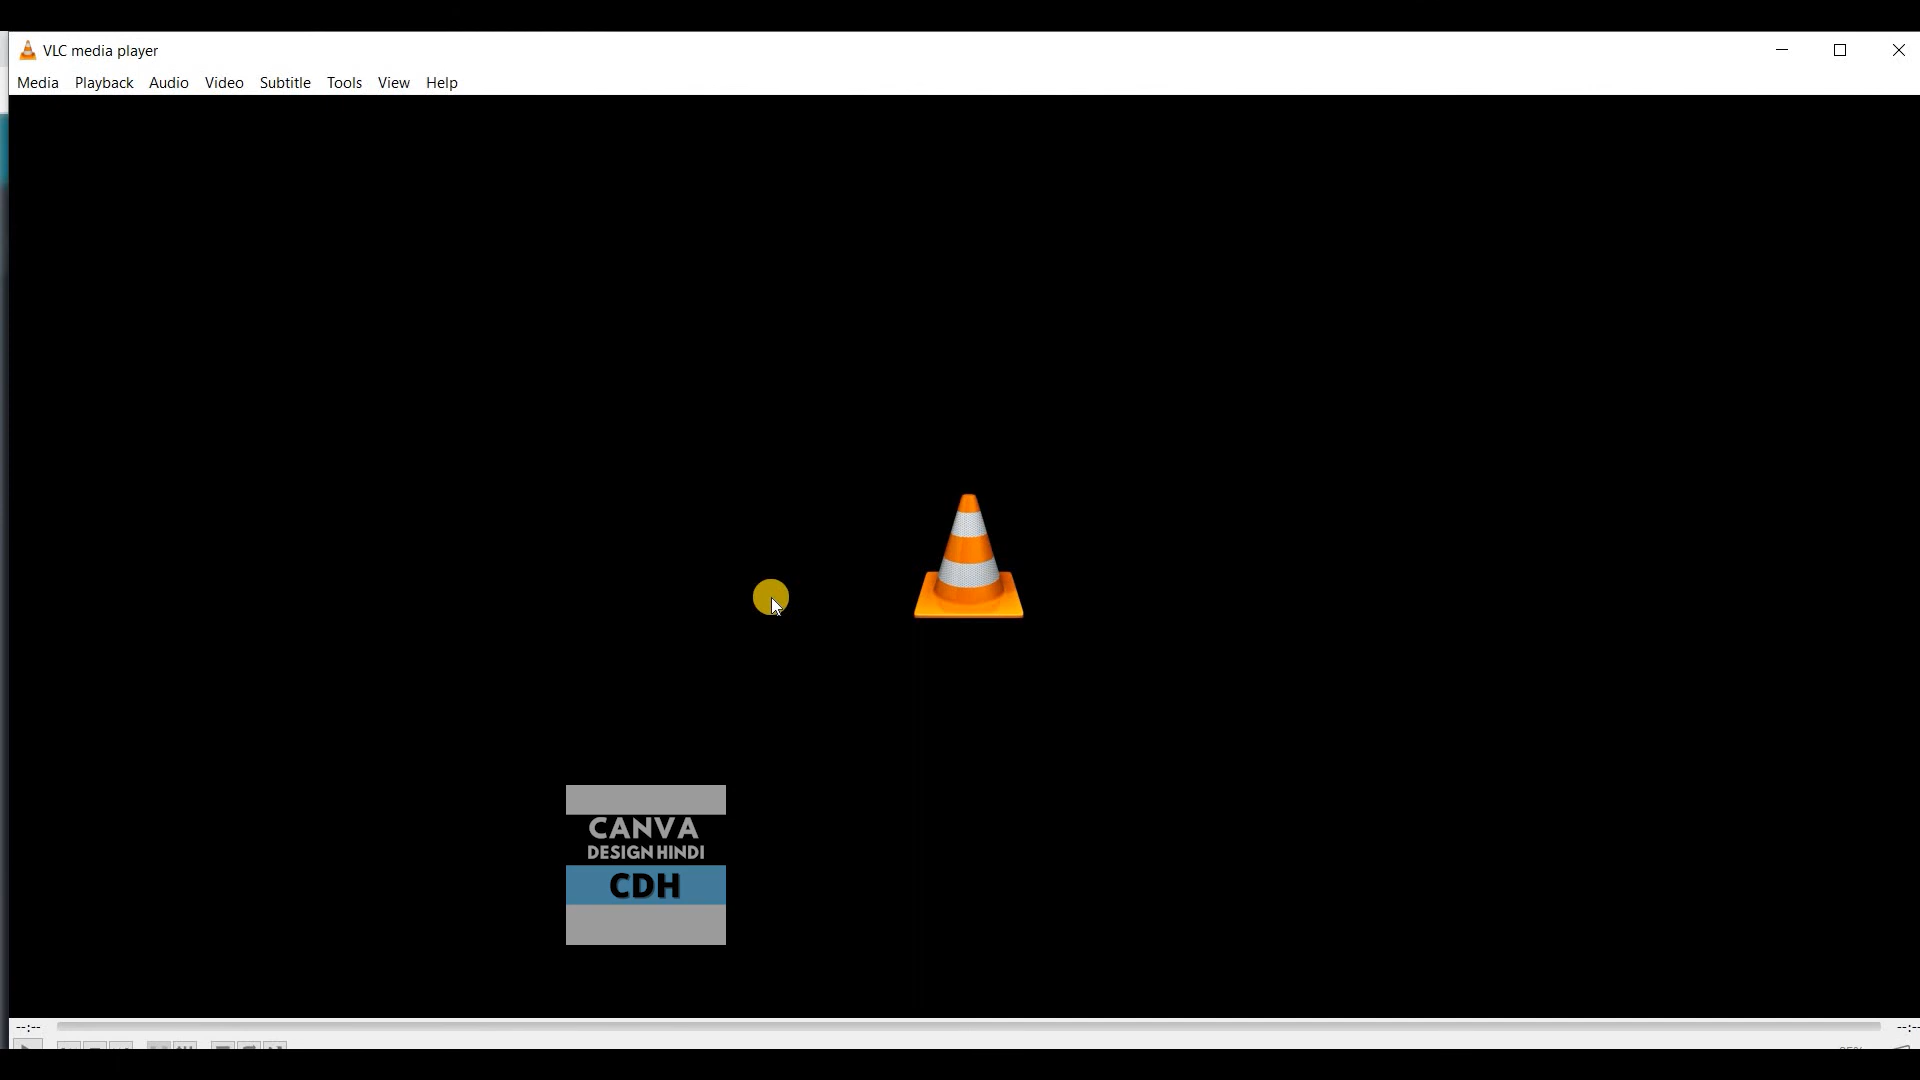 VLC media player
Media Playback Audio Video Subtitle Tools View Help
CANVA
DESIGN HINDI
CDH
--:-- --:--